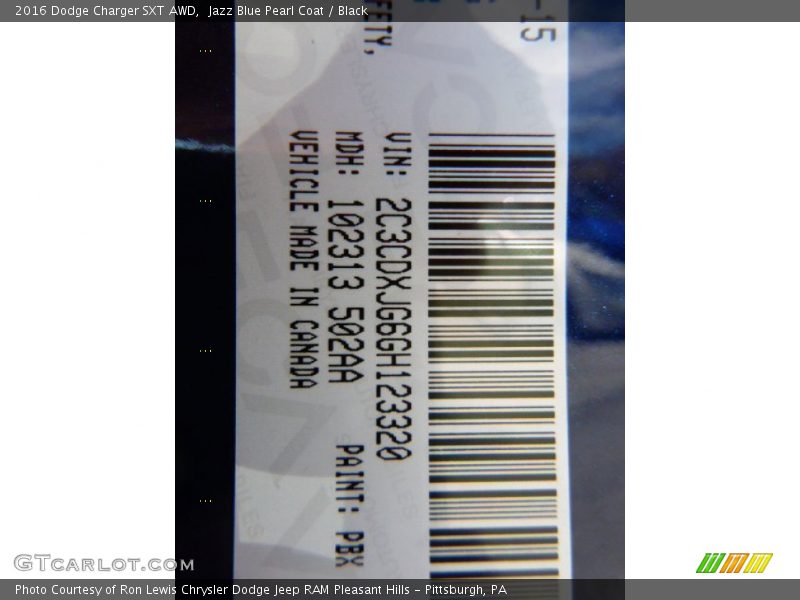 2016 Dodge Charger SXT AWD, Jazz Blue Pearl Coat / Black
-15
FETY,
VIN: 2C3CDXJG6GH123320
MDH: 102313 502AA PAINT: PBX
VEHICLE MADE IN CANADA
GTCARLOT.COM
Photo Courtesy of Ron Lewis Chrysler Dodge Jeep RAM Pleasant Hills - Pittsburgh, PA